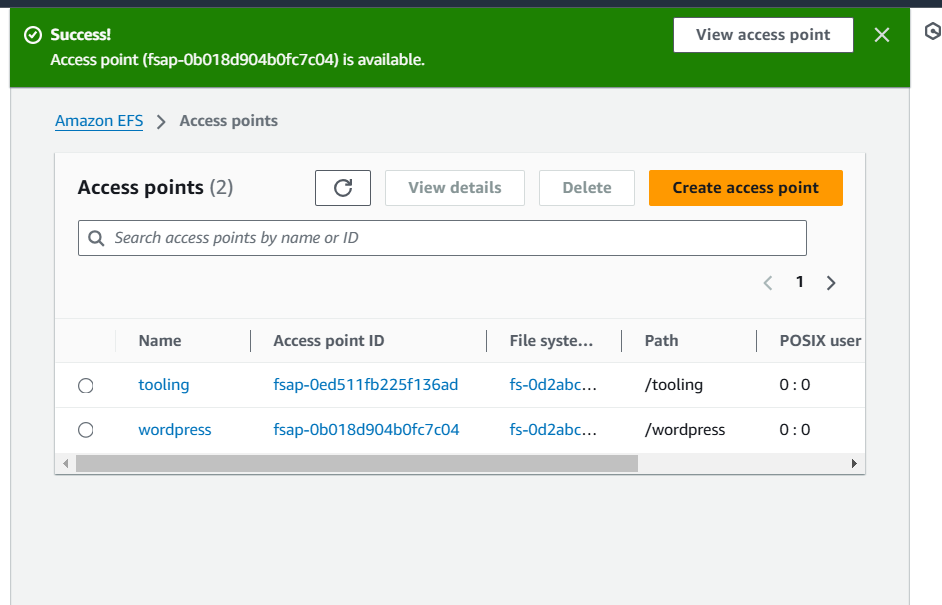 Success!
View access point
Access point (fsap-0b018d904b0fc7c04) is available.
Amazon EFS > Access points
Access points (2)
View details
Delete
Create access point
Search access points by name or ID
1
Name Access point ID File syste... Path POSIX user
tooling fsap-0ed511fb225f136ad fs-0d2abc... /tooling 0 : 0
wordpress fsap-0b018d904b0fc7c04 fs-0d2abc... /wordpress 0 : 0